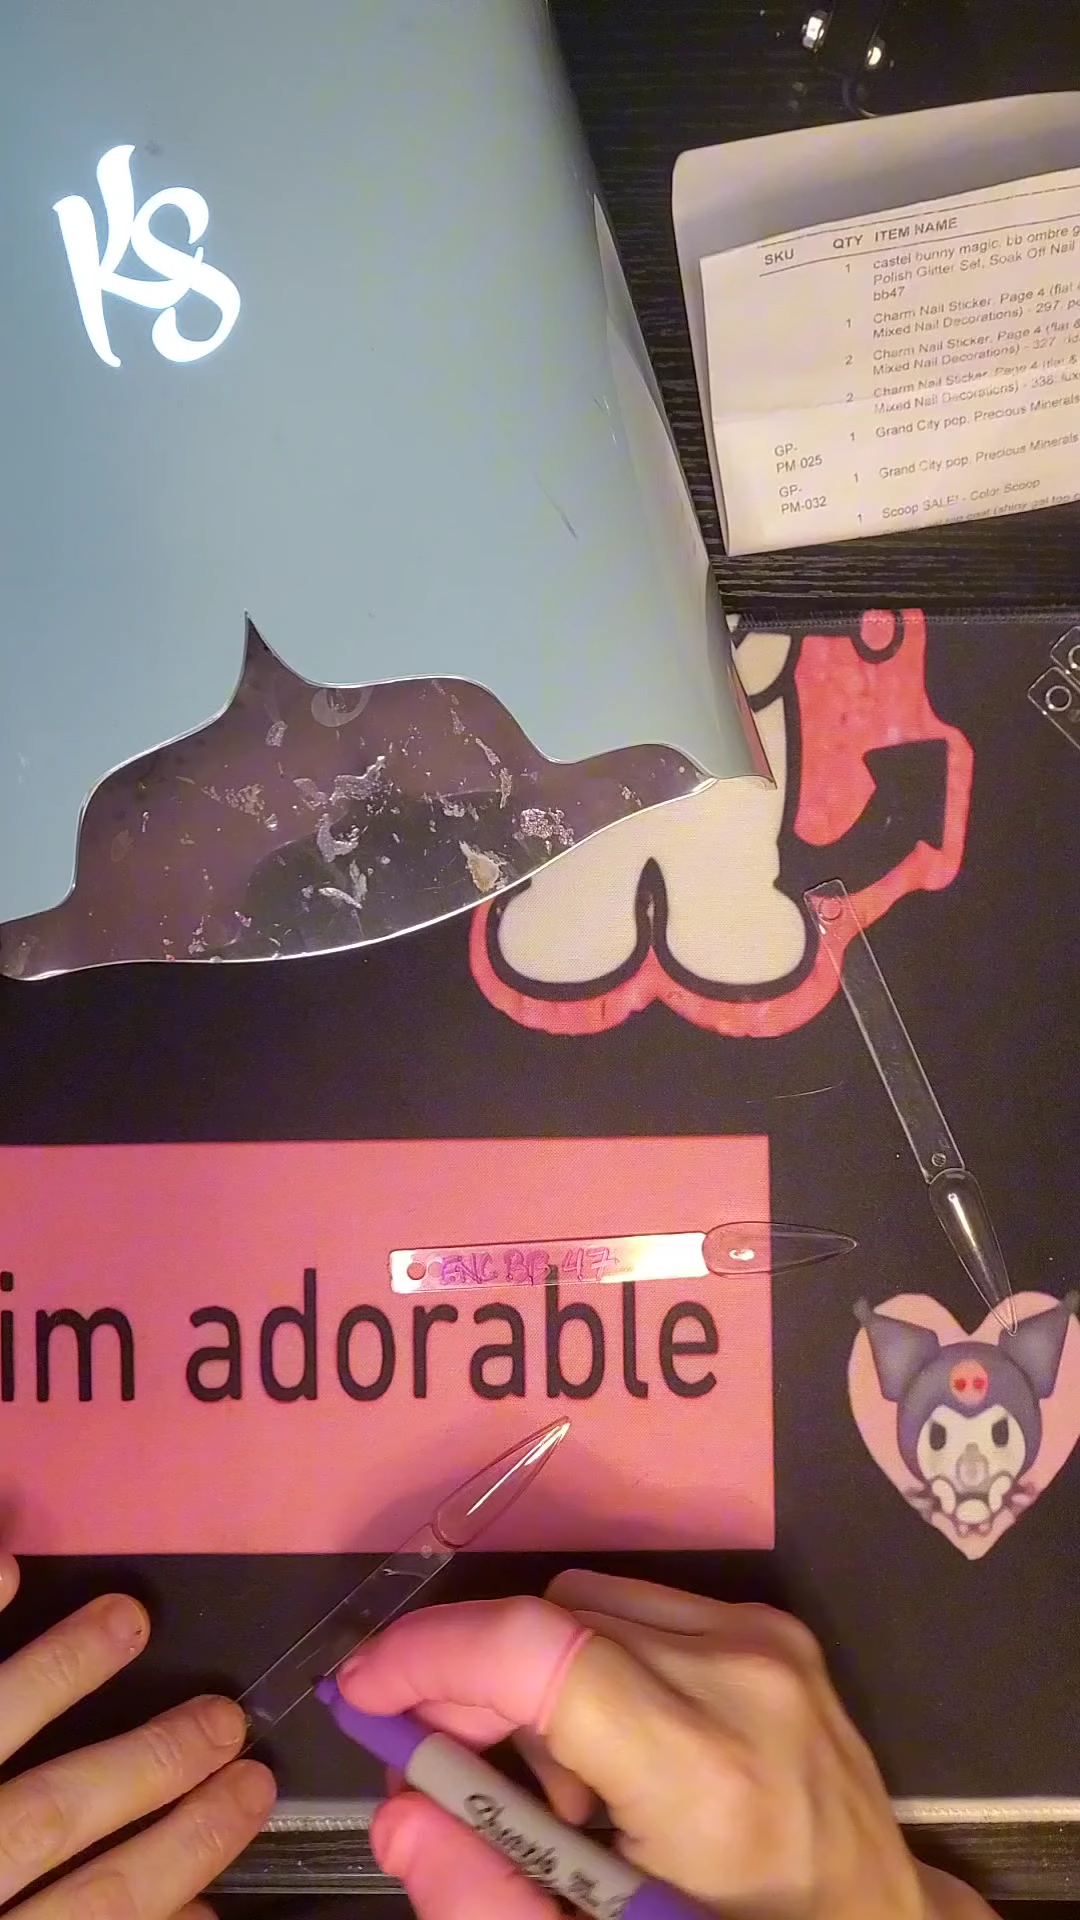 KS
SKU QTY ITEM NAME
1 castel bunny magic, bb ombre g
Polish Glitter Set, Soak Off Nail
bb47
1 Charm Nail Sticker, Page 4 (flat
Mixed Nail Decorations) - 297
2 Charm Nail Sticker, Page 4 (flat &
Mixed Nail Decorations) - 327
2 Charm Nail Sticker, Page 4 (flat &
Mixed Nail Decorations) - 338
GP-
PM-025 1 Grand City pop, Precious Minerals
GP-
PM-032 1 Grand City pop, Precious Minerals
1 Scoop SALE! - Color Scoop
ENC BB 47
im adorable
Sharpie